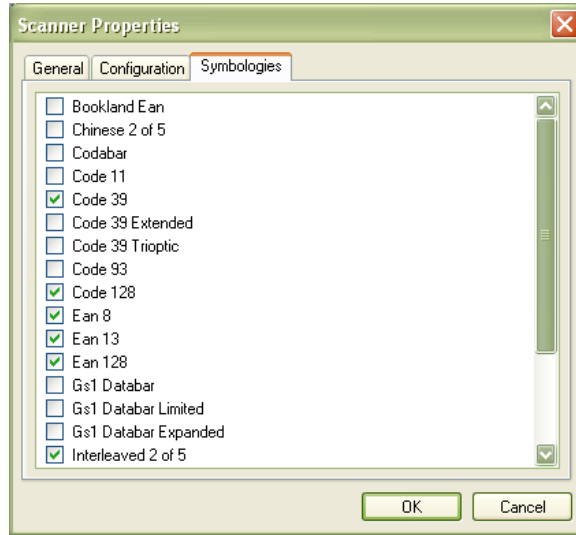 Scanner Properties
General Configuration Symbologies
Bookland Ean
Chinese 2 of 5
Codabar
Code 11
Code 39
Code 39 Extended
Code 39 Trioptic
Code 93
Code 128
Ean 8
Ean 13
Ean 128
Gs1 Databar
Gs1 Databar Limited
Gs1 Databar Expanded
Interleaved 2 of 5
OK Cancel